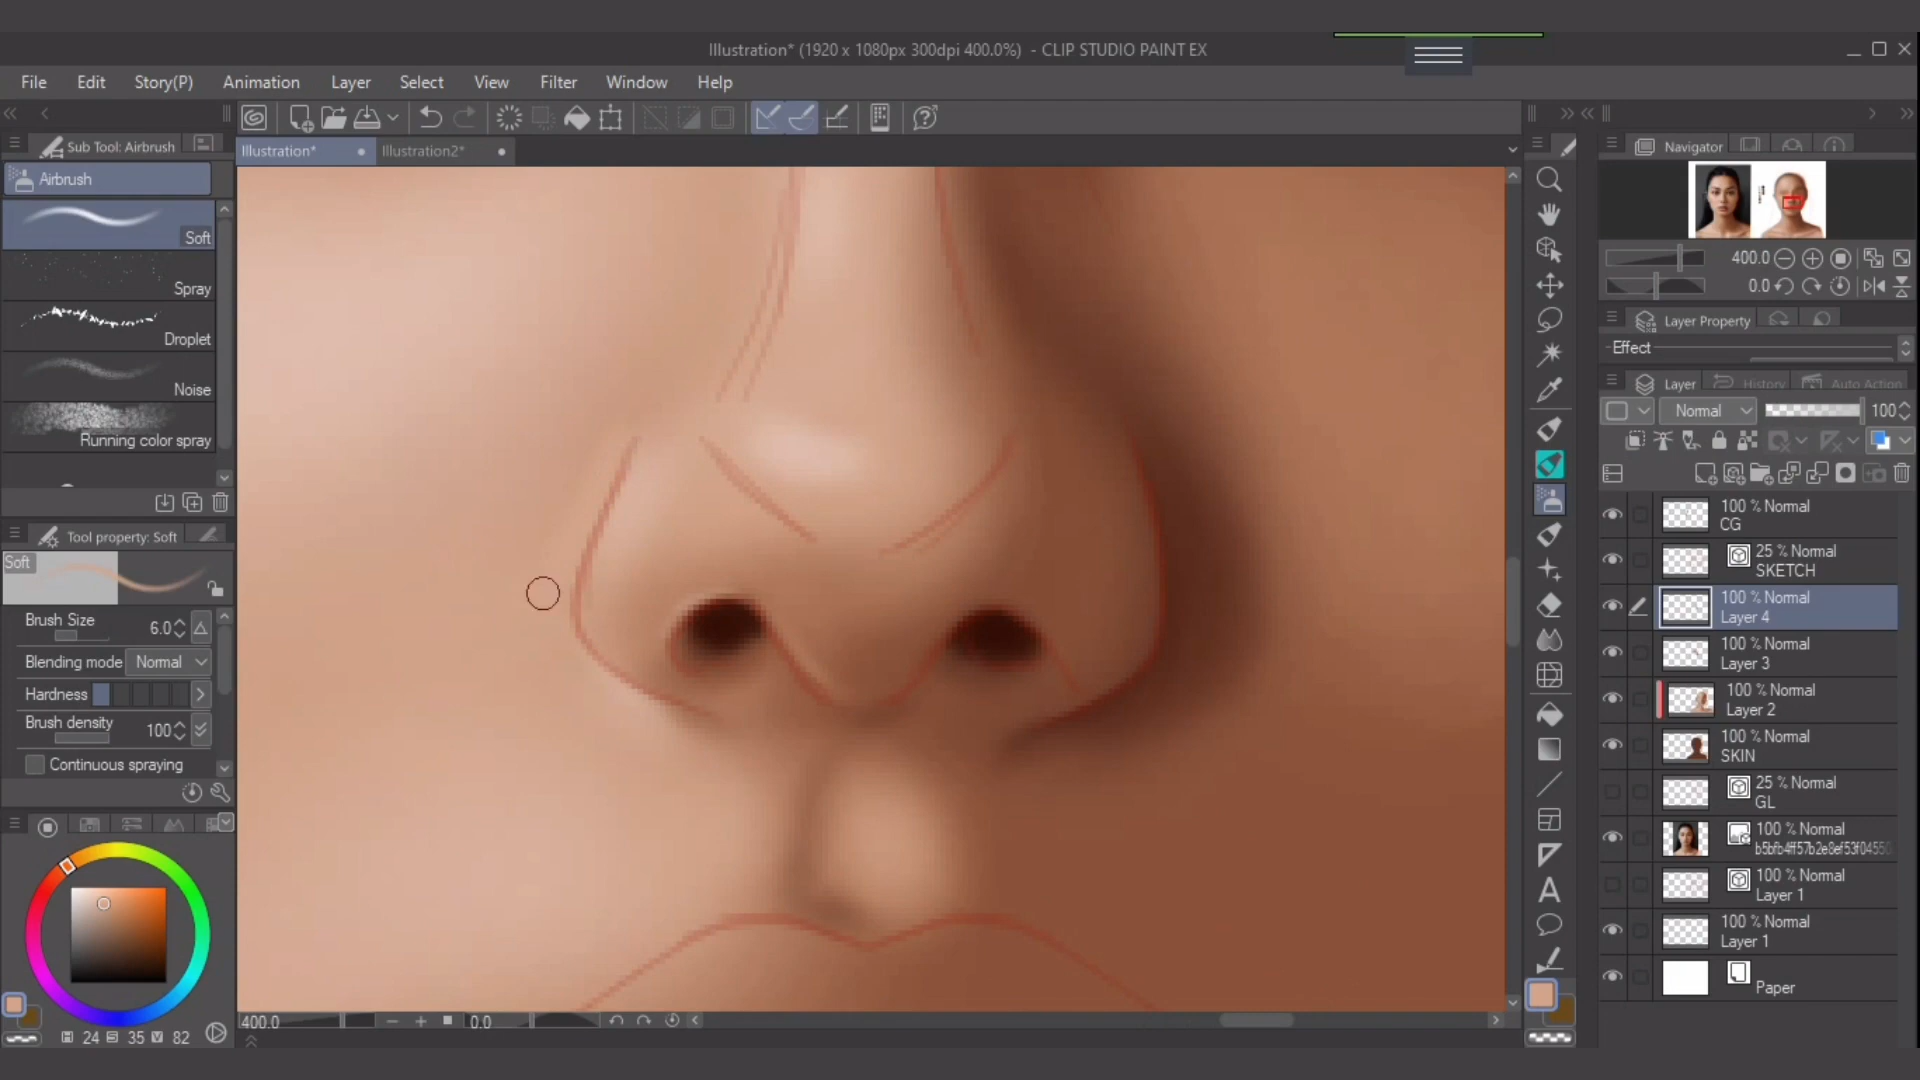 Illustration* (1920 x 1080px 300dpi 400.0%) - CLIP STUDIO PAINT EX
File Edit Story(P) Animation Layer Select View Filter Window Help
Sub Tool: Airbrush
Illustration* Illustration2*
Navigator
Airbrush
Soft
Spray
Droplet
Noise
Running color spray
400.0
0.0
Layer Property
Effect
Layer History Auto Action
Normal 100
Tool property: Soft
Soft
Brush Size 6.0
Blending mode Normal
Hardness
Brush density 100
Continuous spraying
H 24 S 35 V 82
400.0 0.0
100 % Normal
CG
25 % Normal
SKETCH
100 % Normal
Layer 4
100 % Normal
Layer 3
100 % Normal
Layer 2
100 % Normal
SKIN
25 % Normal
GL
100 % Normal
100 % Normal
Layer 1
100 % Normal
Layer 1
Paper